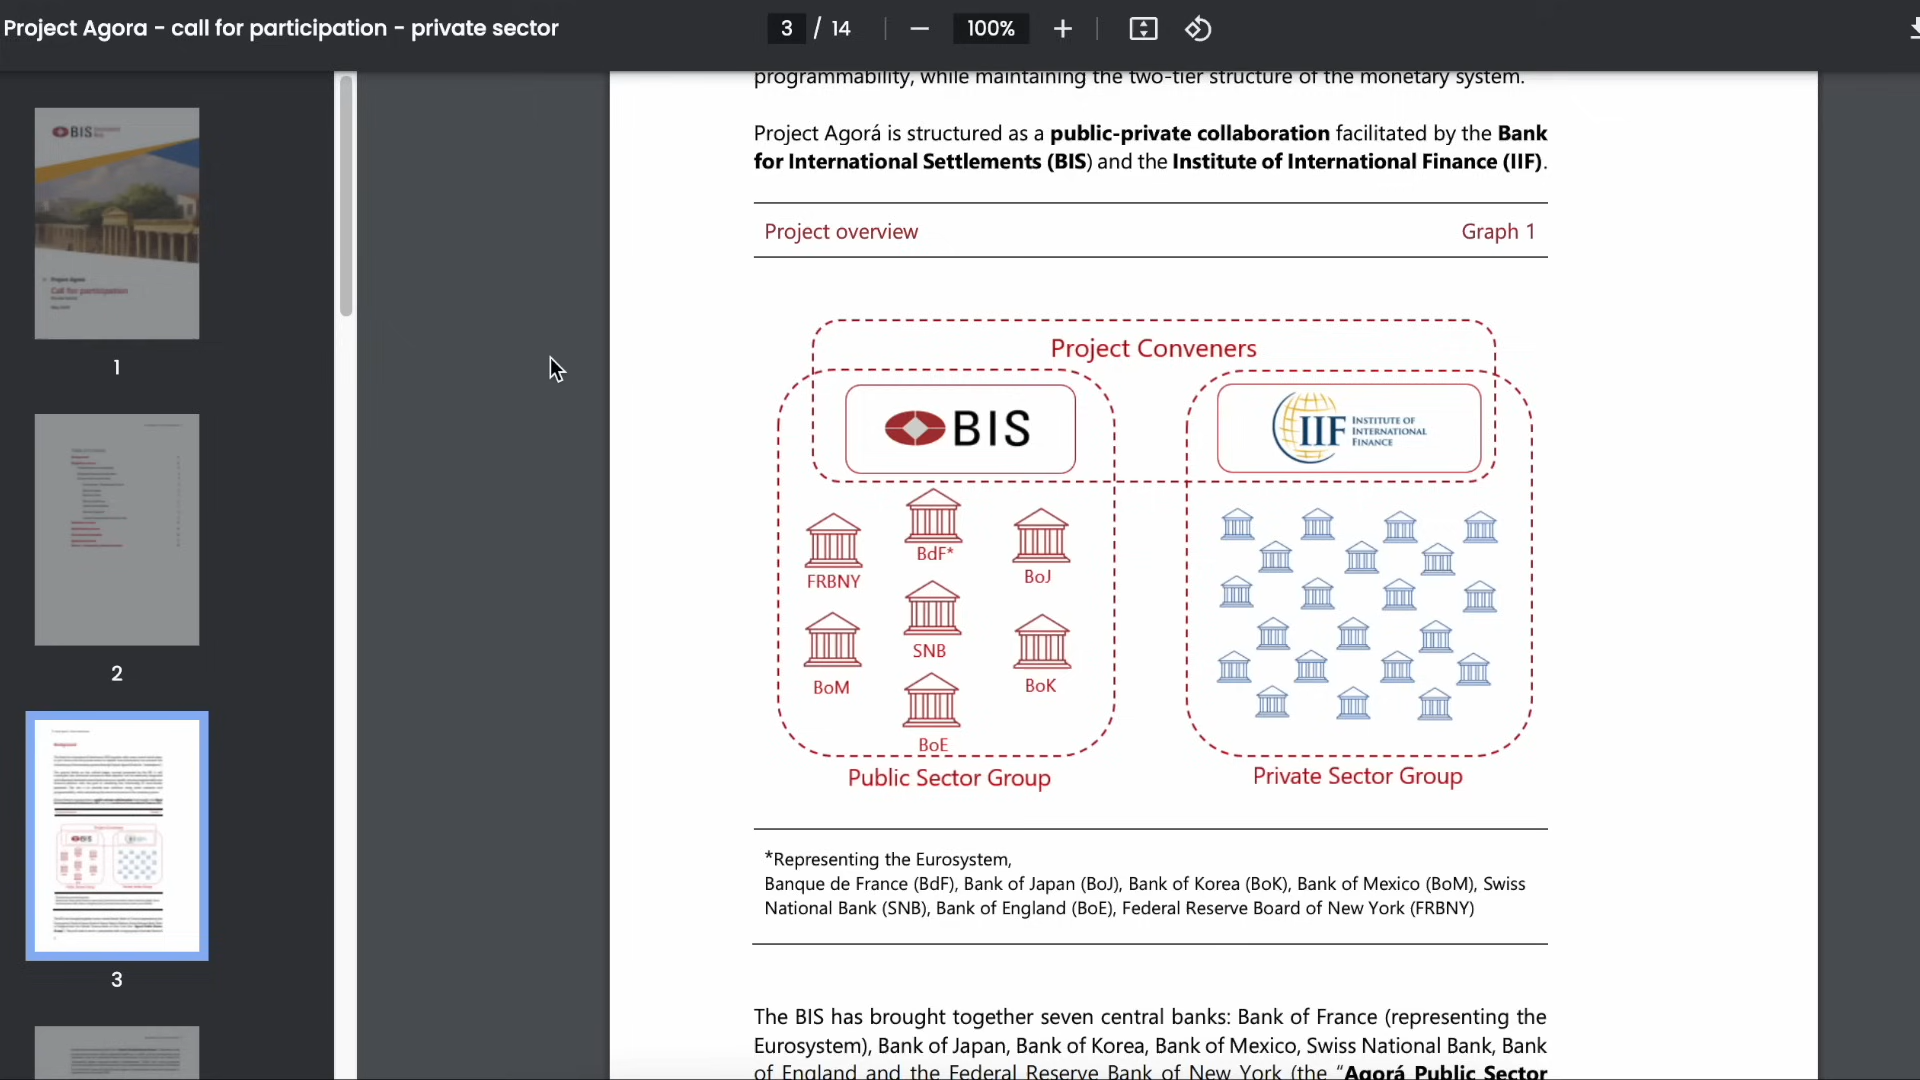 Project Agora - call for participation - private sector
3 / 14
100%
programmability, while maintaining the two-tier structure of the monetary system.
Project Agorá is structured as a public-private collaboration facilitated by the Bank
for International Settlements (BIS) and the Institute of International Finance (IIF).
Project overview
Graph 1
Project Conveners
BIS
IIF INSTITUTE OF
INTERNATIONAL
FINANCE
BdF*
FRBNY
BoJ
SNB
BoM
BoK
BoE
Public Sector Group
Private Sector Group
*Representing the Eurosystem,
Banque de France (BdF), Bank of Japan (BoJ), Bank of Korea (BoK), Bank of Mexico (BoM), Swiss
National Bank (SNB), Bank of England (BoE), Federal Reserve Board of New York (FRBNY)
The BIS has brought together seven central banks: Bank of France (representing the
Eurosystem), Bank of Japan, Bank of Korea, Bank of Mexico, Swiss National Bank, Bank
of England and the Federal Reserve Bank of New York (the “Agorá Public Sector
BIS
Project Agorá
Call for participation
1
2
BIS
3